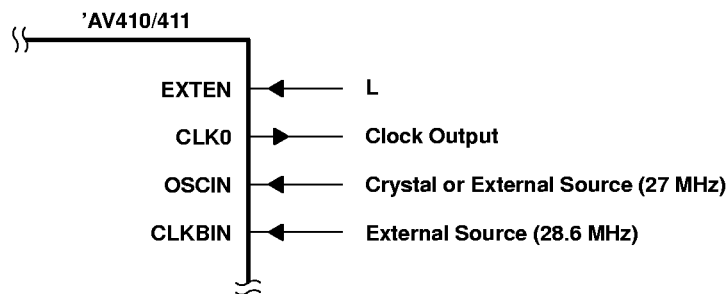 'AV410/411
EXTEN L
CLK0 Clock Output
OSCIN Crystal or External Source (27 MHz)
CLKBIN External Source (28.6 MHz)